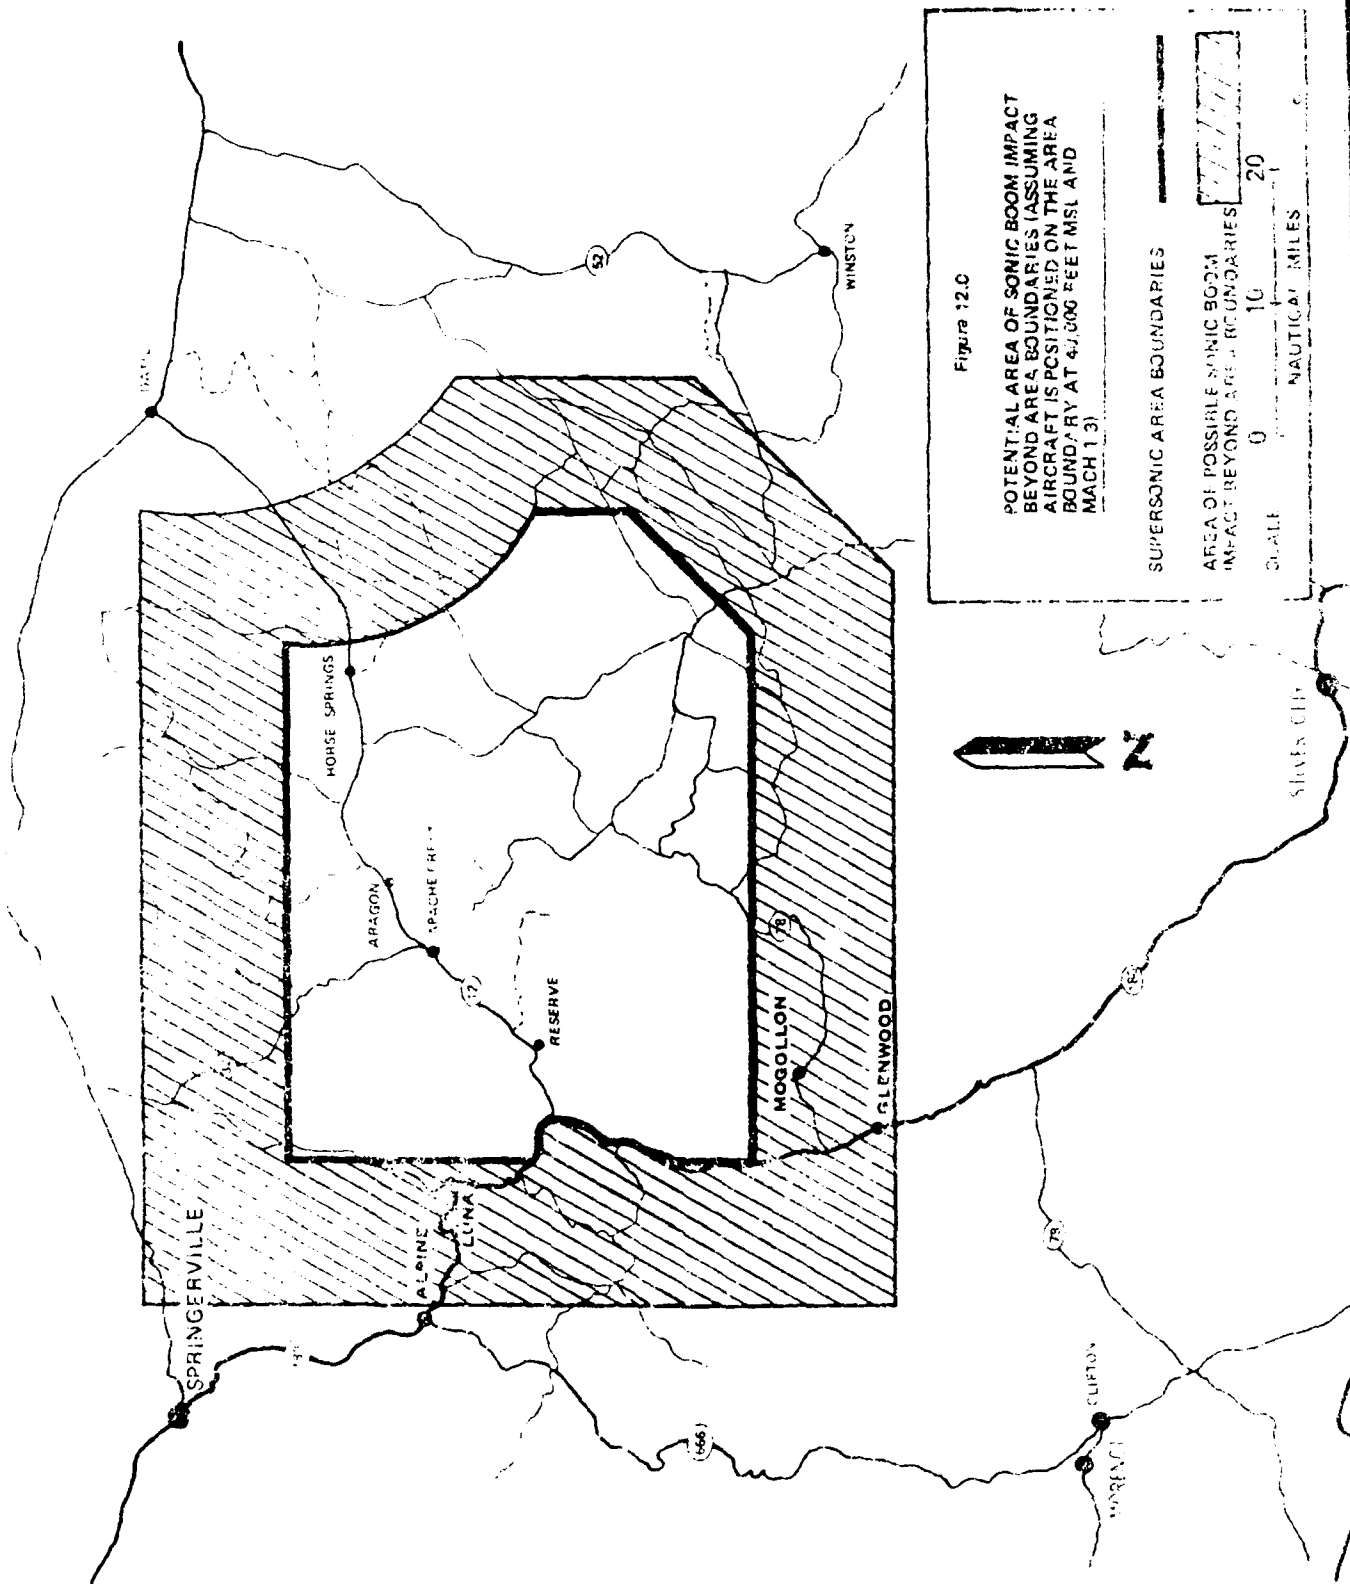 SPRINGERVILLE
ALPINE
LUNA
666
CLIFTON
HORSE SPRINGS
ARAGON
12
RESERVE
78
MOGOLLON
GLENWOOD
52
WINSTON
78
SILVER CITY
N
Figure 12.0
POTENTIAL AREA OF SONIC BOOM IMPACT
BEYOND AREA BOUNDARIES (ASSUMING
AIRCRAFT IS POSITIONED ON THE AREA
BOUNDARY AT 40,000 FEET MSL AND
MACH 1.3)
SUPERSONIC AREA BOUNDARIES
AREA OF POSSIBLE SONIC BOOM
IMPACT BEYOND AREA BOUNDARIES
SCALE 0 10 20
NAUTICAL MILES